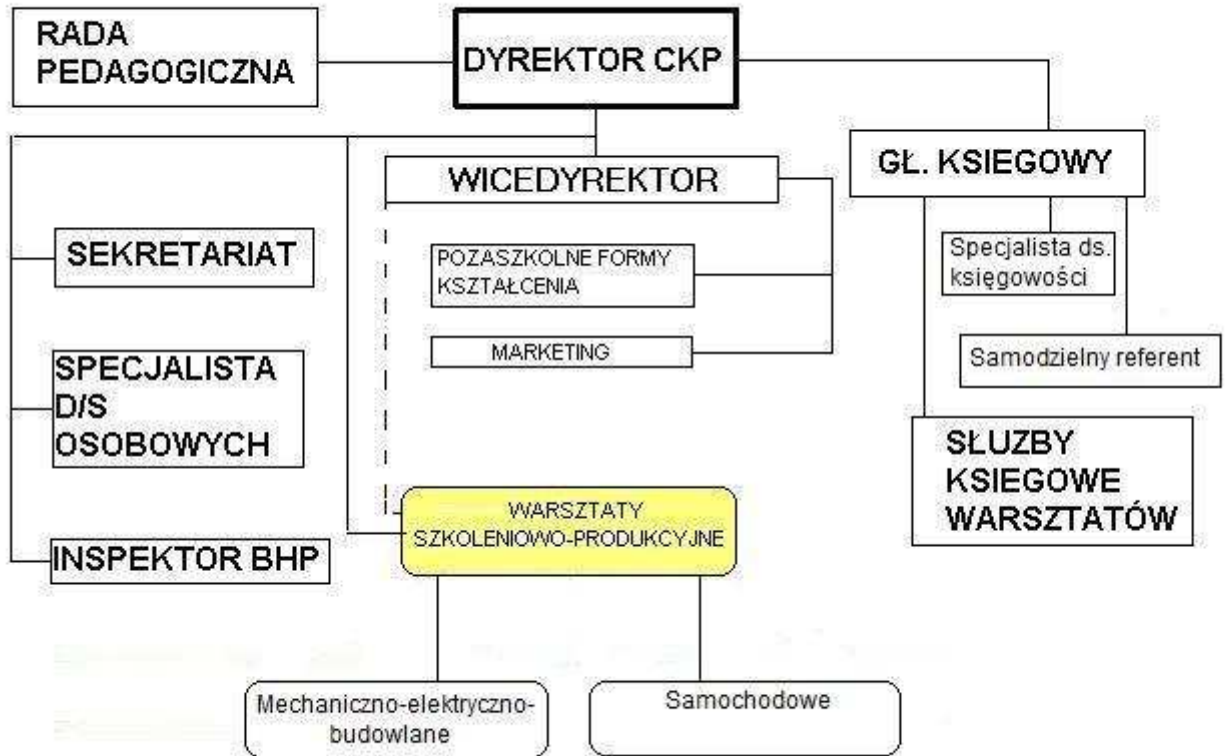 RADA
PEDAGOGICZNA
DYREKTOR CKP
WICEDYREKTOR
GŁ. KSIEGOWY
SEKRETARIAT
POZASZKOLNE FORMY
KSZTAŁCENIA
Specjalista ds.
księgowości
MARKETING
Samodzielny referent
SPECJALISTA
D/S
OSOBOWYCH
SŁUZBY
KSIEGOWE
WARSZTATÓW
WARSZTATY
SZKOLENIOWO-PRODUKCYJNE
INSPEKTOR BHP
Mechaniczno-elektryczno-
budowlane
Samochodowe